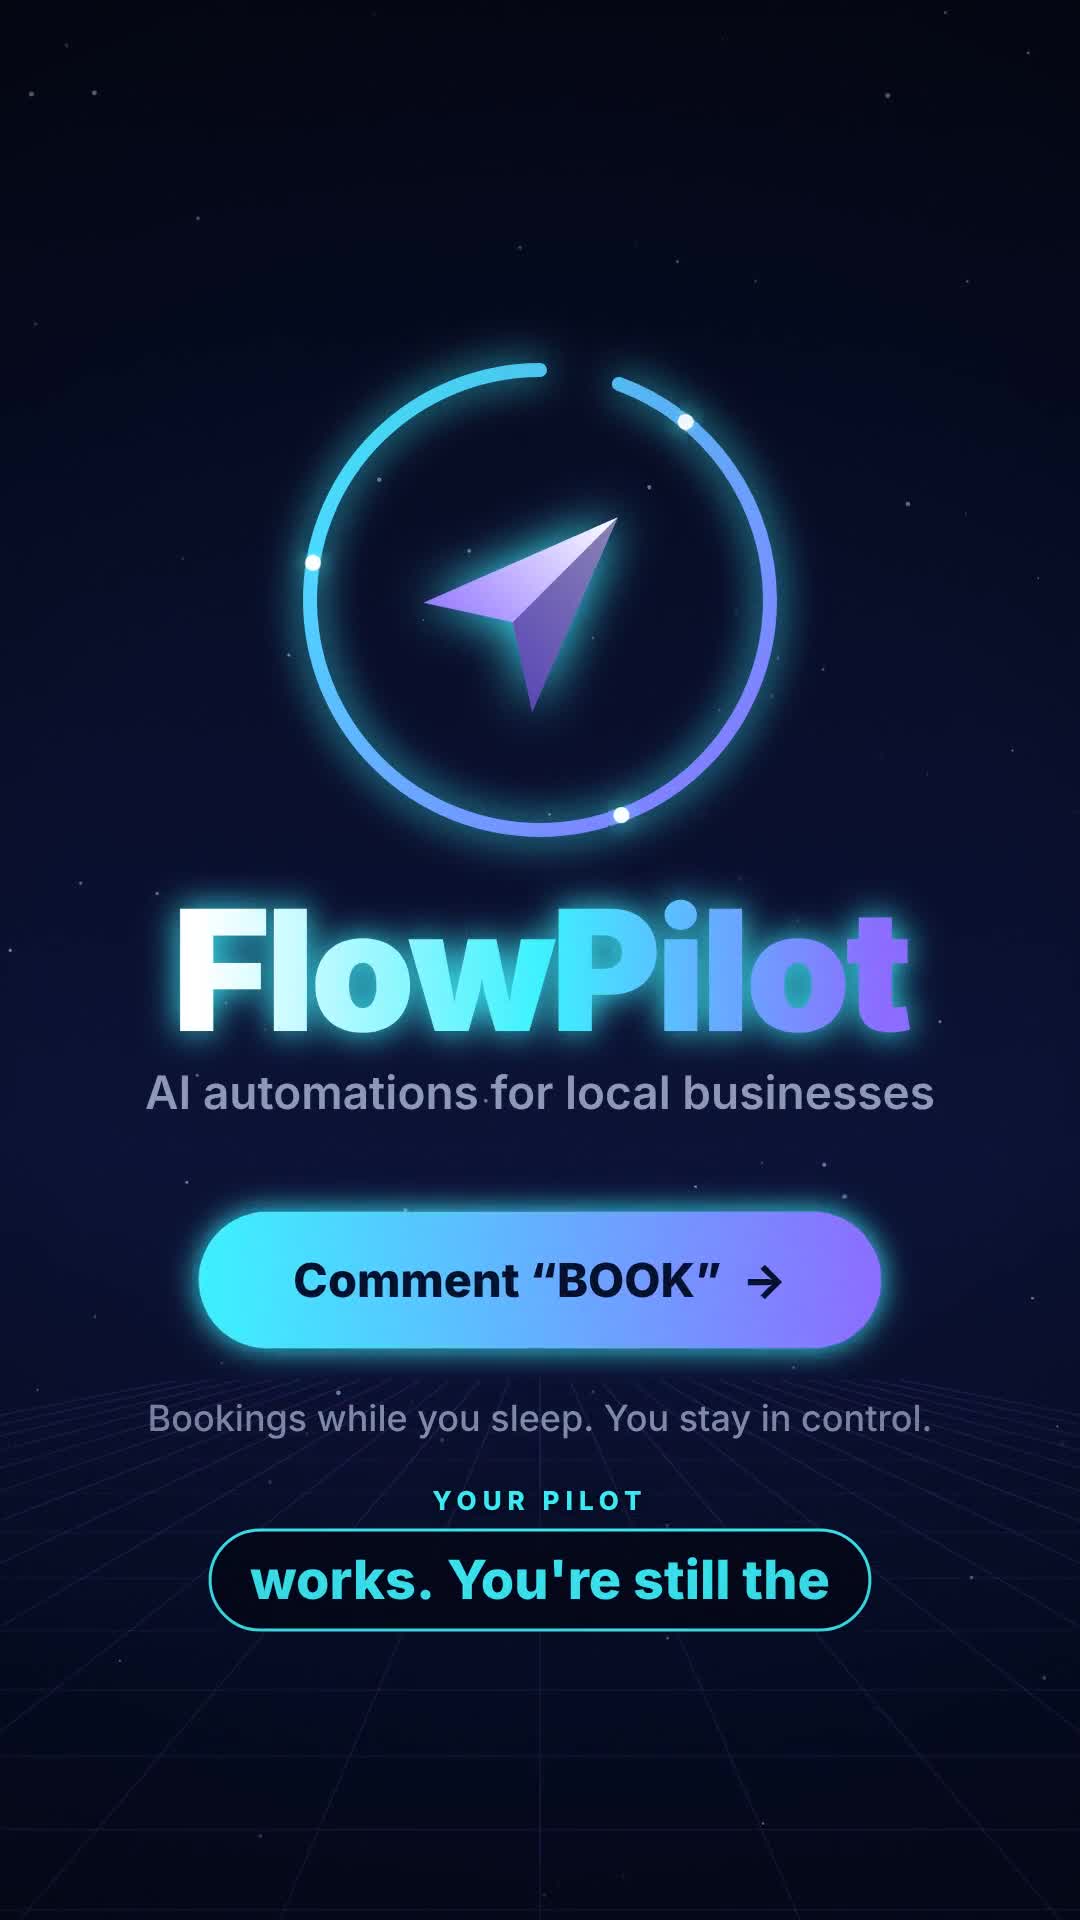 FlowPilot
AI automations for local businesses
Comment “BOOK” →
Bookings while you sleep. You stay in control.
YOUR PILOT
works. You're still the